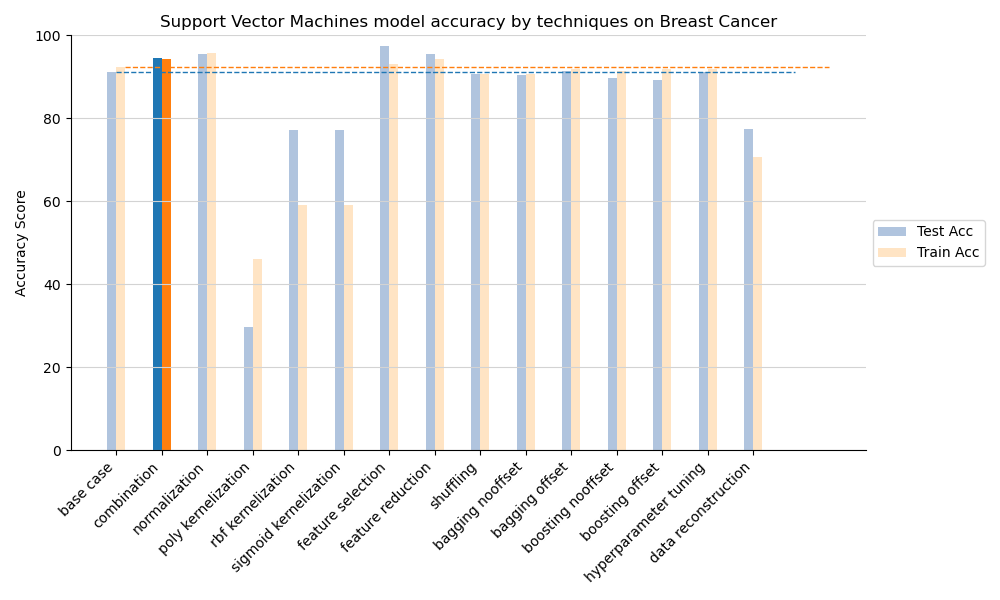 Support Vector Machines model accuracy by techniques on Breast Cancer
Accuracy Score
100
80
60
40
20
0
base case
combination
normalization
poly kernelization
rbf kernelization
sigmoid kernelization
feature selection
feature reduction
shuffling
bagging nooffset
bagging offset
boosting nooffset
boosting offset
hyperparameter tuning
data reconstruction
Test Acc
Train Acc